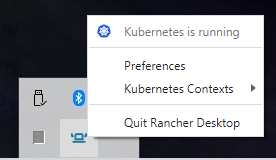 Kubernetes is running
Preferences
Kubernetes Contexts
Quit Rancher Desktop